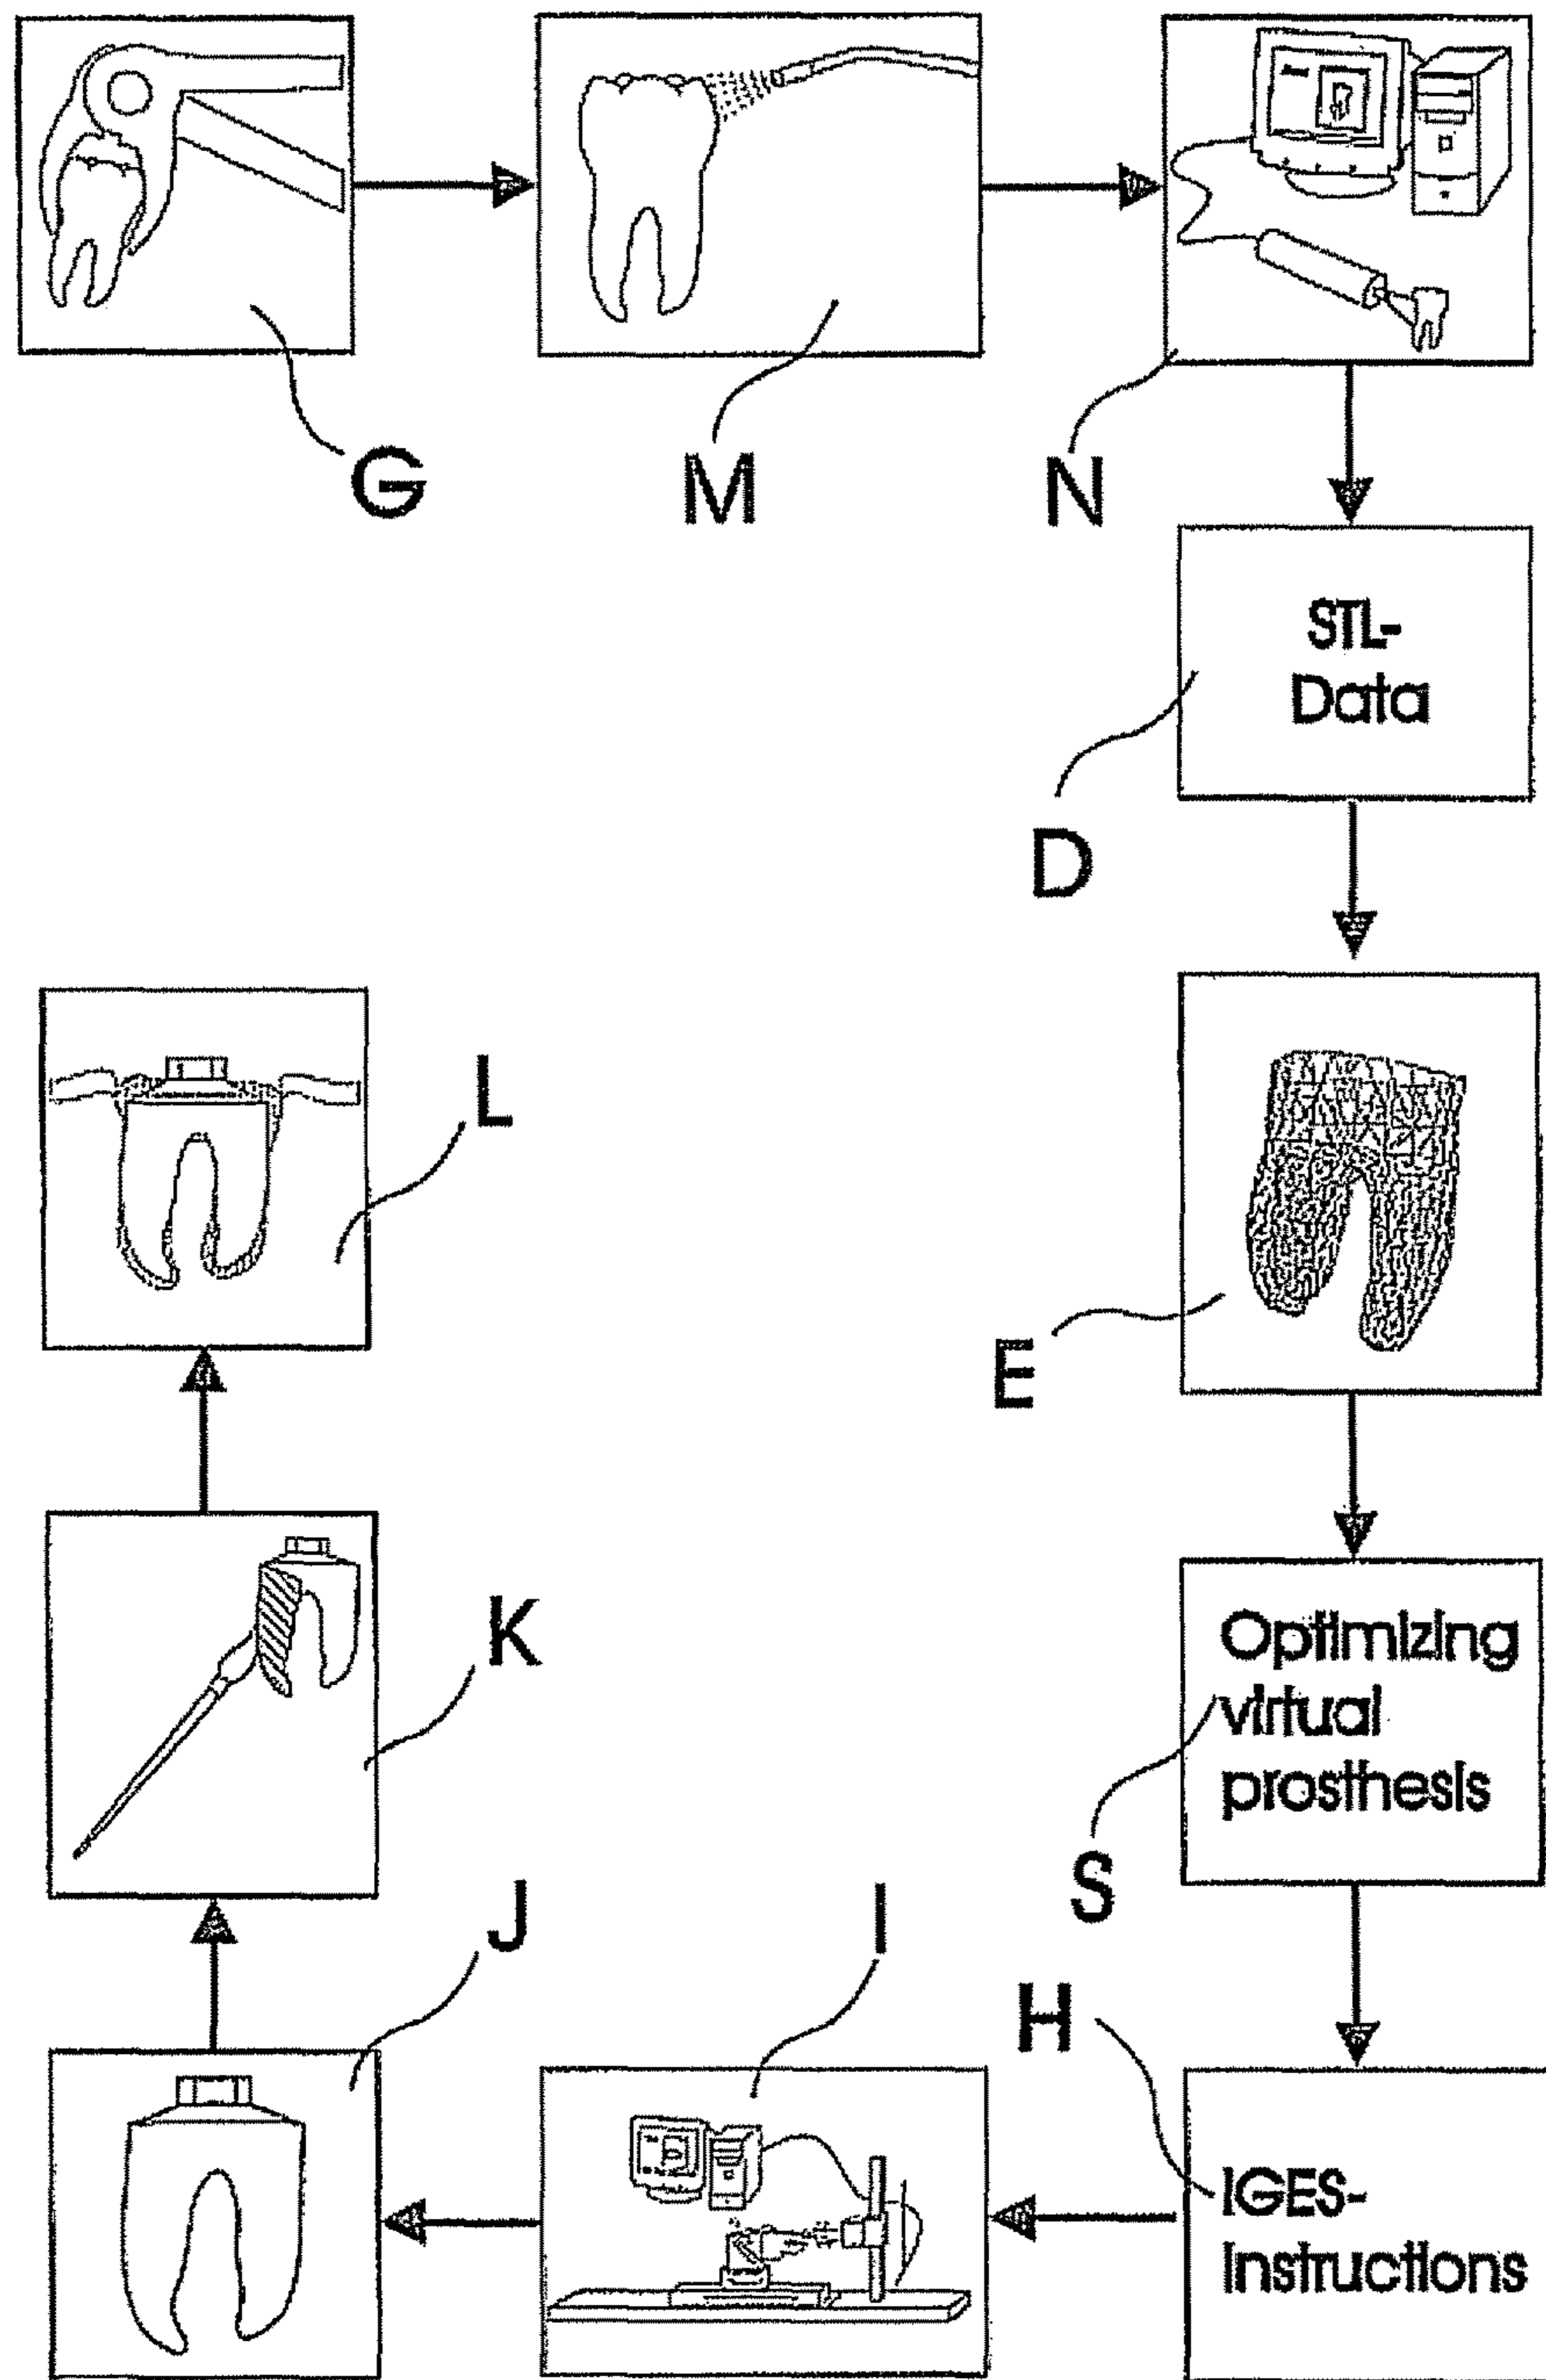 G
M
N
STL-
Data
D
L
E
K
Optimizing
virtual
prosthesis
S
J
I
H
IGES-
Instructions